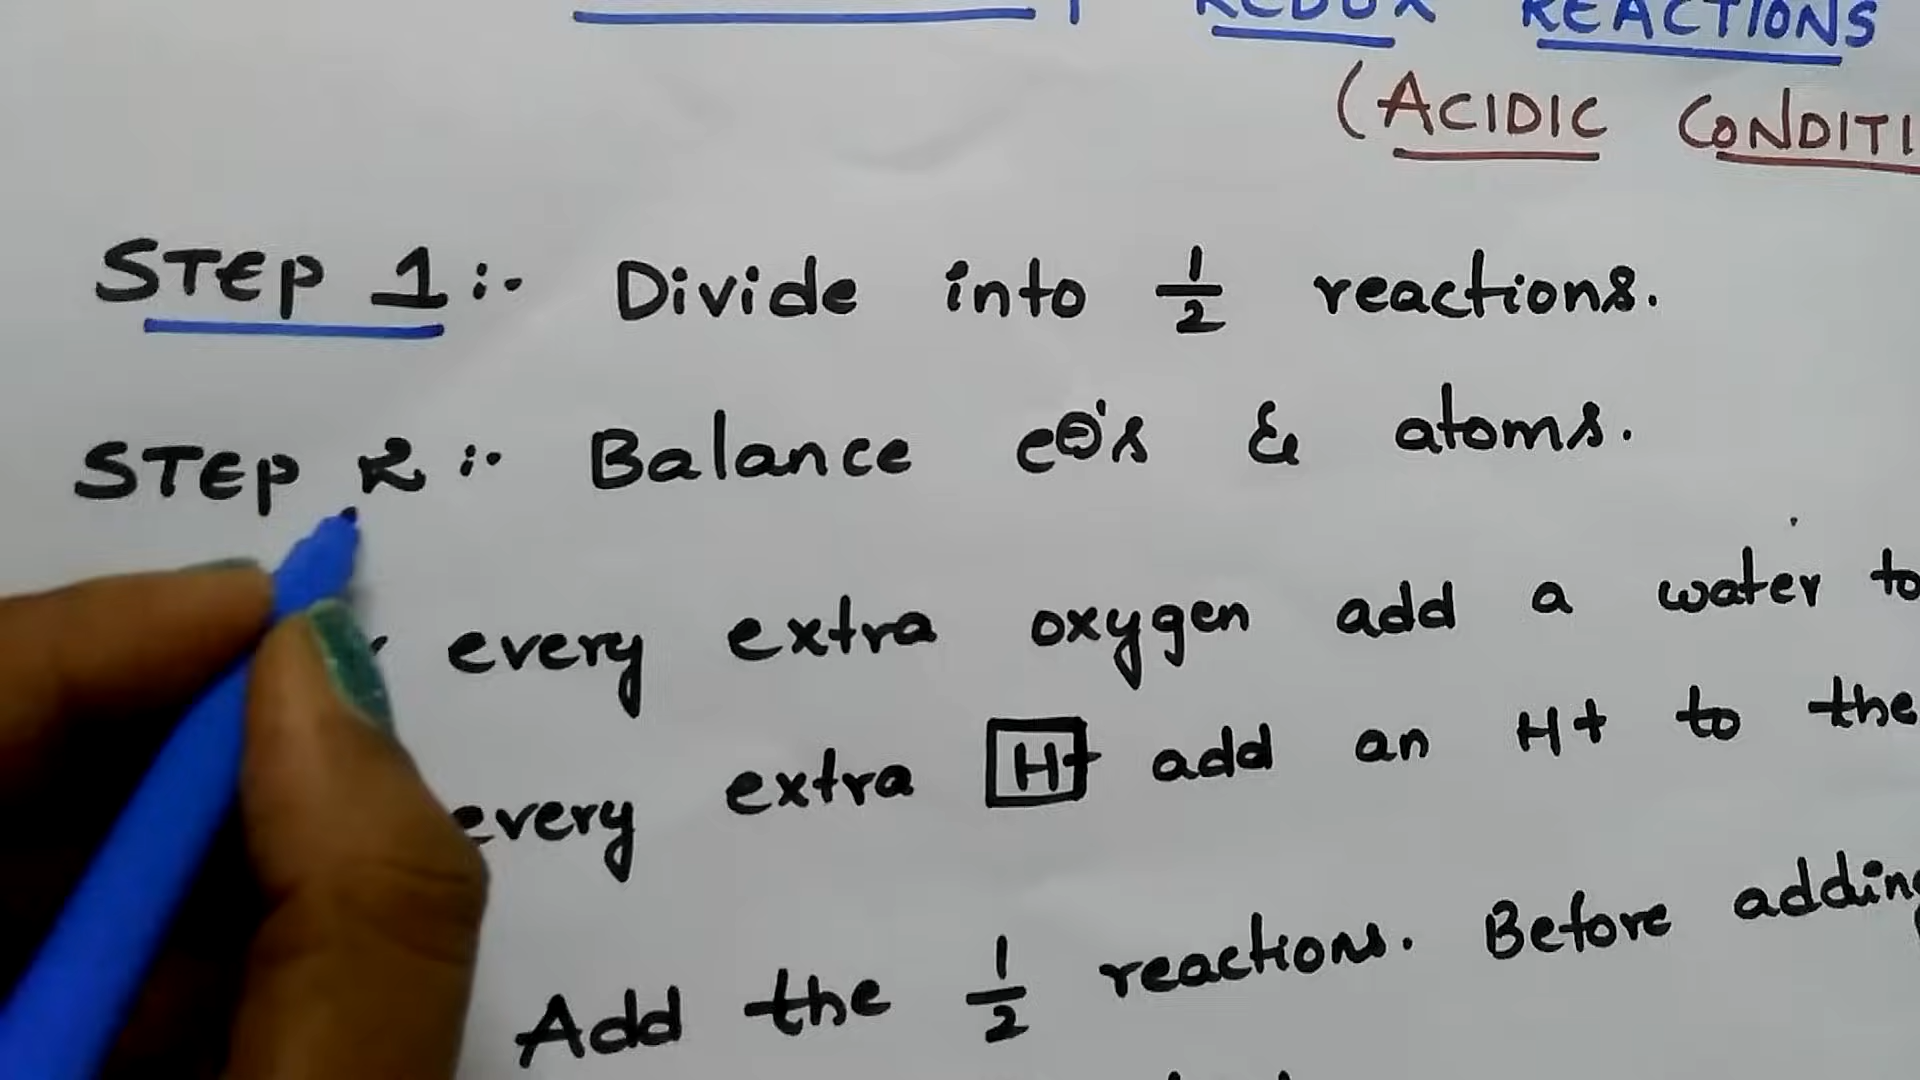 REDOX REACTIONS
(ACIDIC CONDITI
STEP 1:- Divide into 1/2 reactions.
STEP 2:- Balance e⊖'s & atoms.
every extra oxygen add a water to
every extra H+ add an H+ to the
Add the 1/2 reactions. Before adding